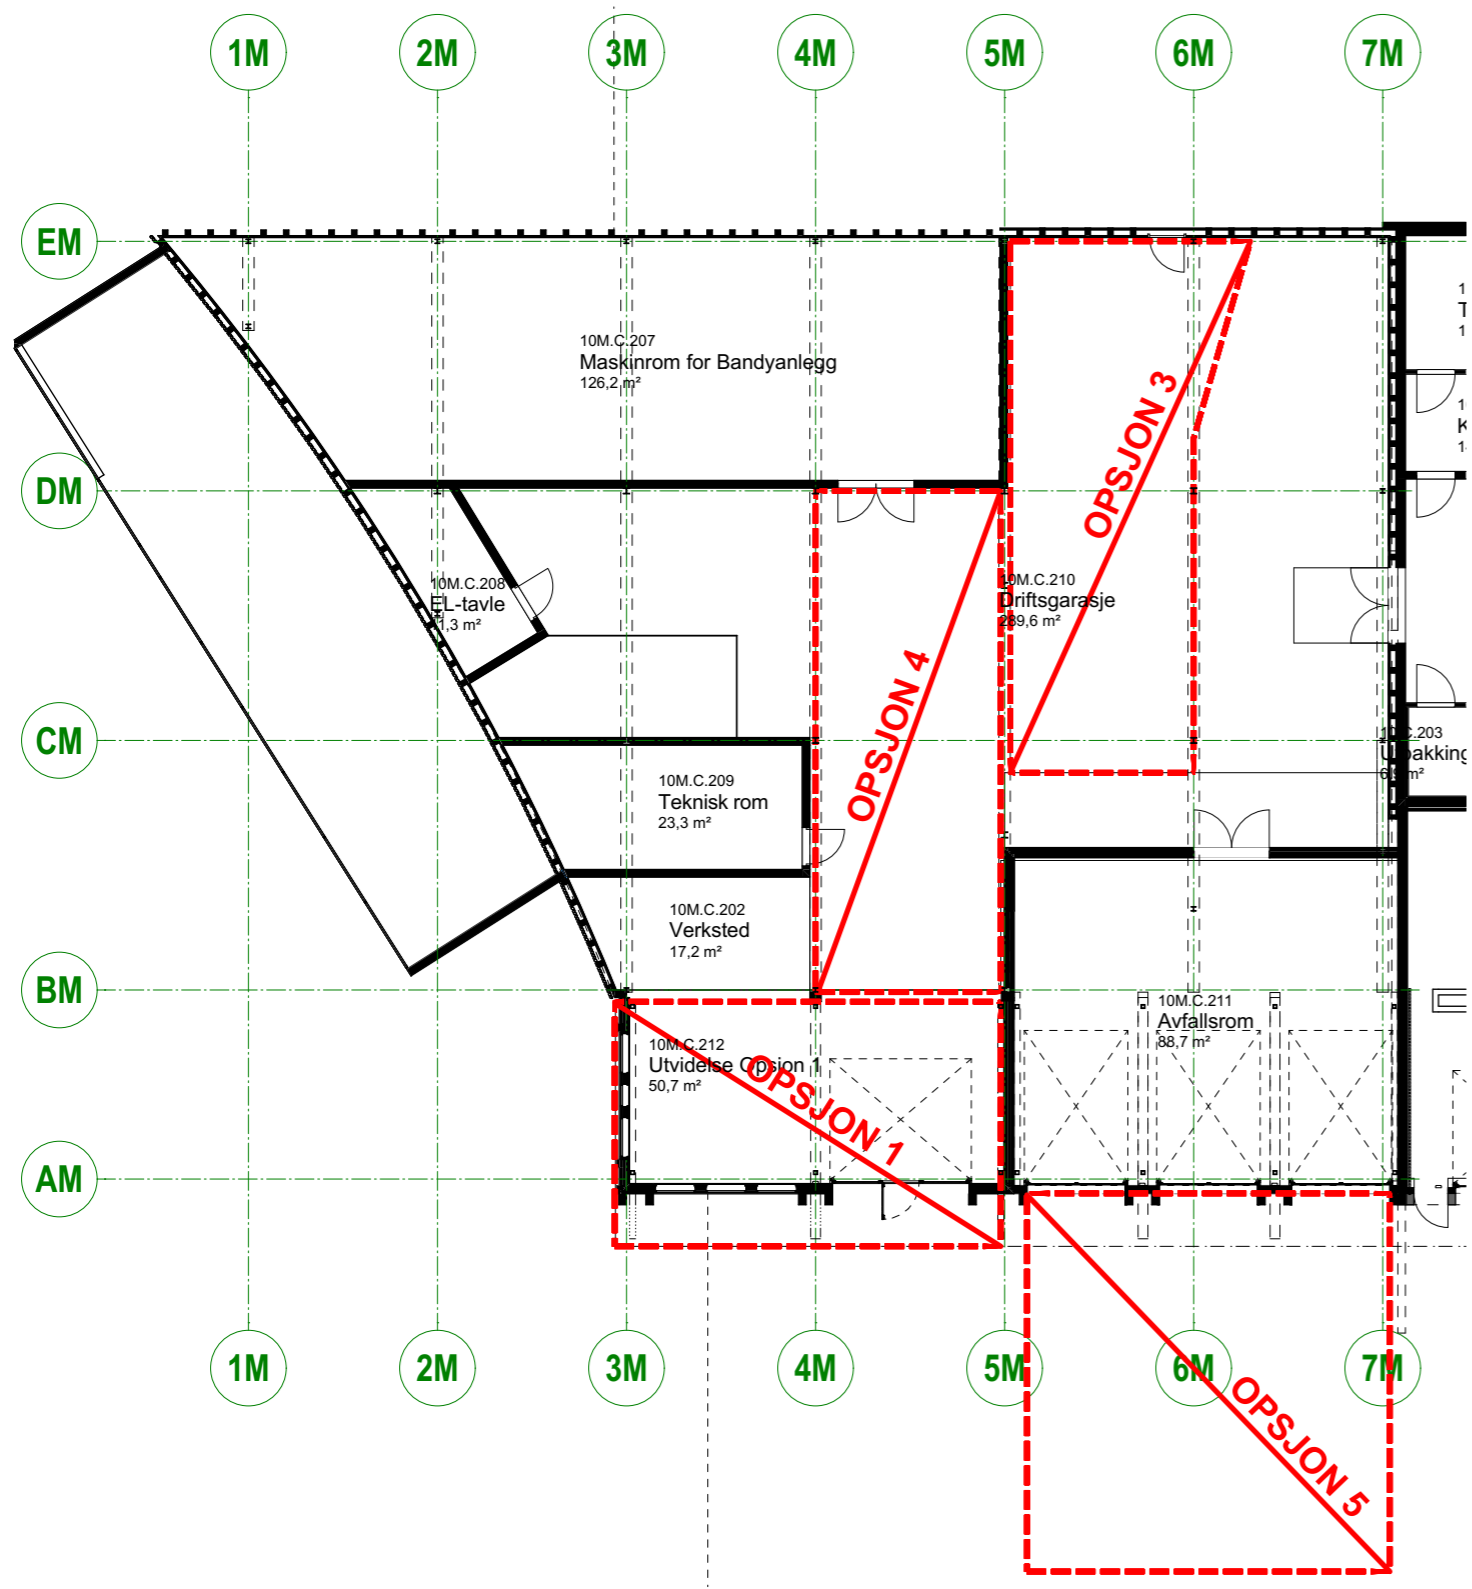 1M
2M
3M
4M
5M
6M
7M
EM
DM
CM
BM
AM
10M.C.207
Maskinrom for Bandyanlegg
126,2 m²
OPSJON 3
10M.C.208
EL-tavle
10M.C.210
Driftsgarasje
289,6 m²
OPSJON 4
10M.C.209
Teknisk rom
23,3 m²
10M.C.202
Verksted
17,2 m²
10M.C.212
Utvidelse Opsjon 1
50,7 m²
OPSJON 1
10M.C.211
Avfallsrom
88,7 m²
OPSJON 5
1M
2M
3M
4M
5M
6M
7M